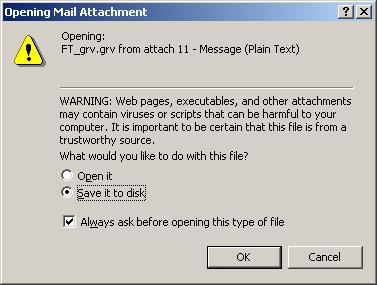 Opening Mail Attachment
Opening:
FT_grv.grv from attach 11 - Message (Plain Text)
WARNING: Web pages, executables, and other attachments
may contain viruses or scripts that can be harmful to your
computer. It is important to be certain that this file is from a
trustworthy source.
What would you like to do with this file?
Open it
Save it to disk
Always ask before opening this type of file
OK Cancel